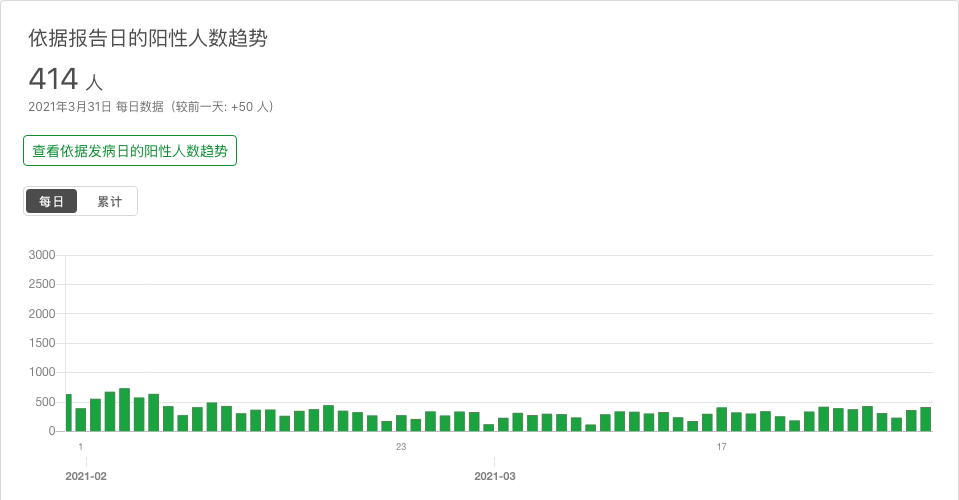 依据报告日的阳性人数趋势
414 人
2021年3月31日 每日数据（较前一天: +50 人）
查看依据发病日的阳性人数趋势
每日 累计
3000
2500
2000
1500
1000
500
0
1 23 17
2021-02 2021-03